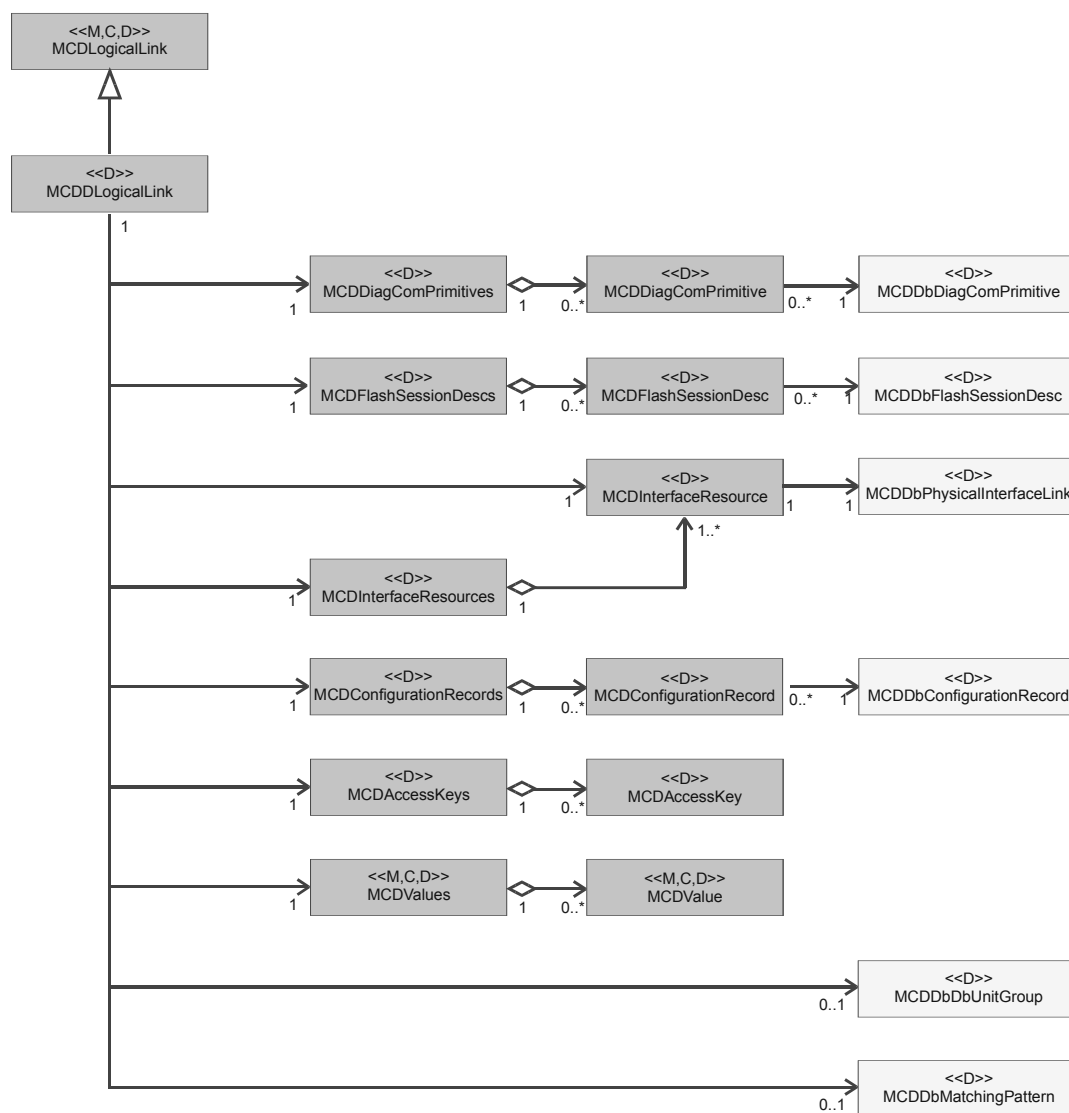 <<M,C,D>>
MCDLogicalLink
<<D>>
MCDDLogicalLink
1
<<D>>
MCDDiagComPrimitives
1
1
0..*
<<D>>
MCDDiagComPrimitive
0..*
1
<<D>>
MCDDbDiagComPrimitive
<<D>>
MCDFlashSessionDescs
1
1
0..*
<<D>>
MCDFlashSessionDesc
0..*
1
<<D>>
MCDDbFlashSessionDesc
<<D>>
MCDInterfaceResource
1
1
1
<<D>>
MCDDbPhysicalInterfaceLink
1..*
<<D>>
MCDInterfaceResources
1
1
<<D>>
MCDConfigurationRecords
1
1
0..*
<<D>>
MCDConfigurationRecord
0..*
1
<<D>>
MCDDbConfigurationRecord
<<D>>
MCDAccessKeys
1
1
0..*
<<D>>
MCDAccessKey
<<M,C,D>>
MCDValues
1
1
0..*
<<M,C,D>>
MCDValue
<<D>>
MCDDbDbUnitGroup
0..1
<<D>>
MCDDbMatchingPattern
0..1